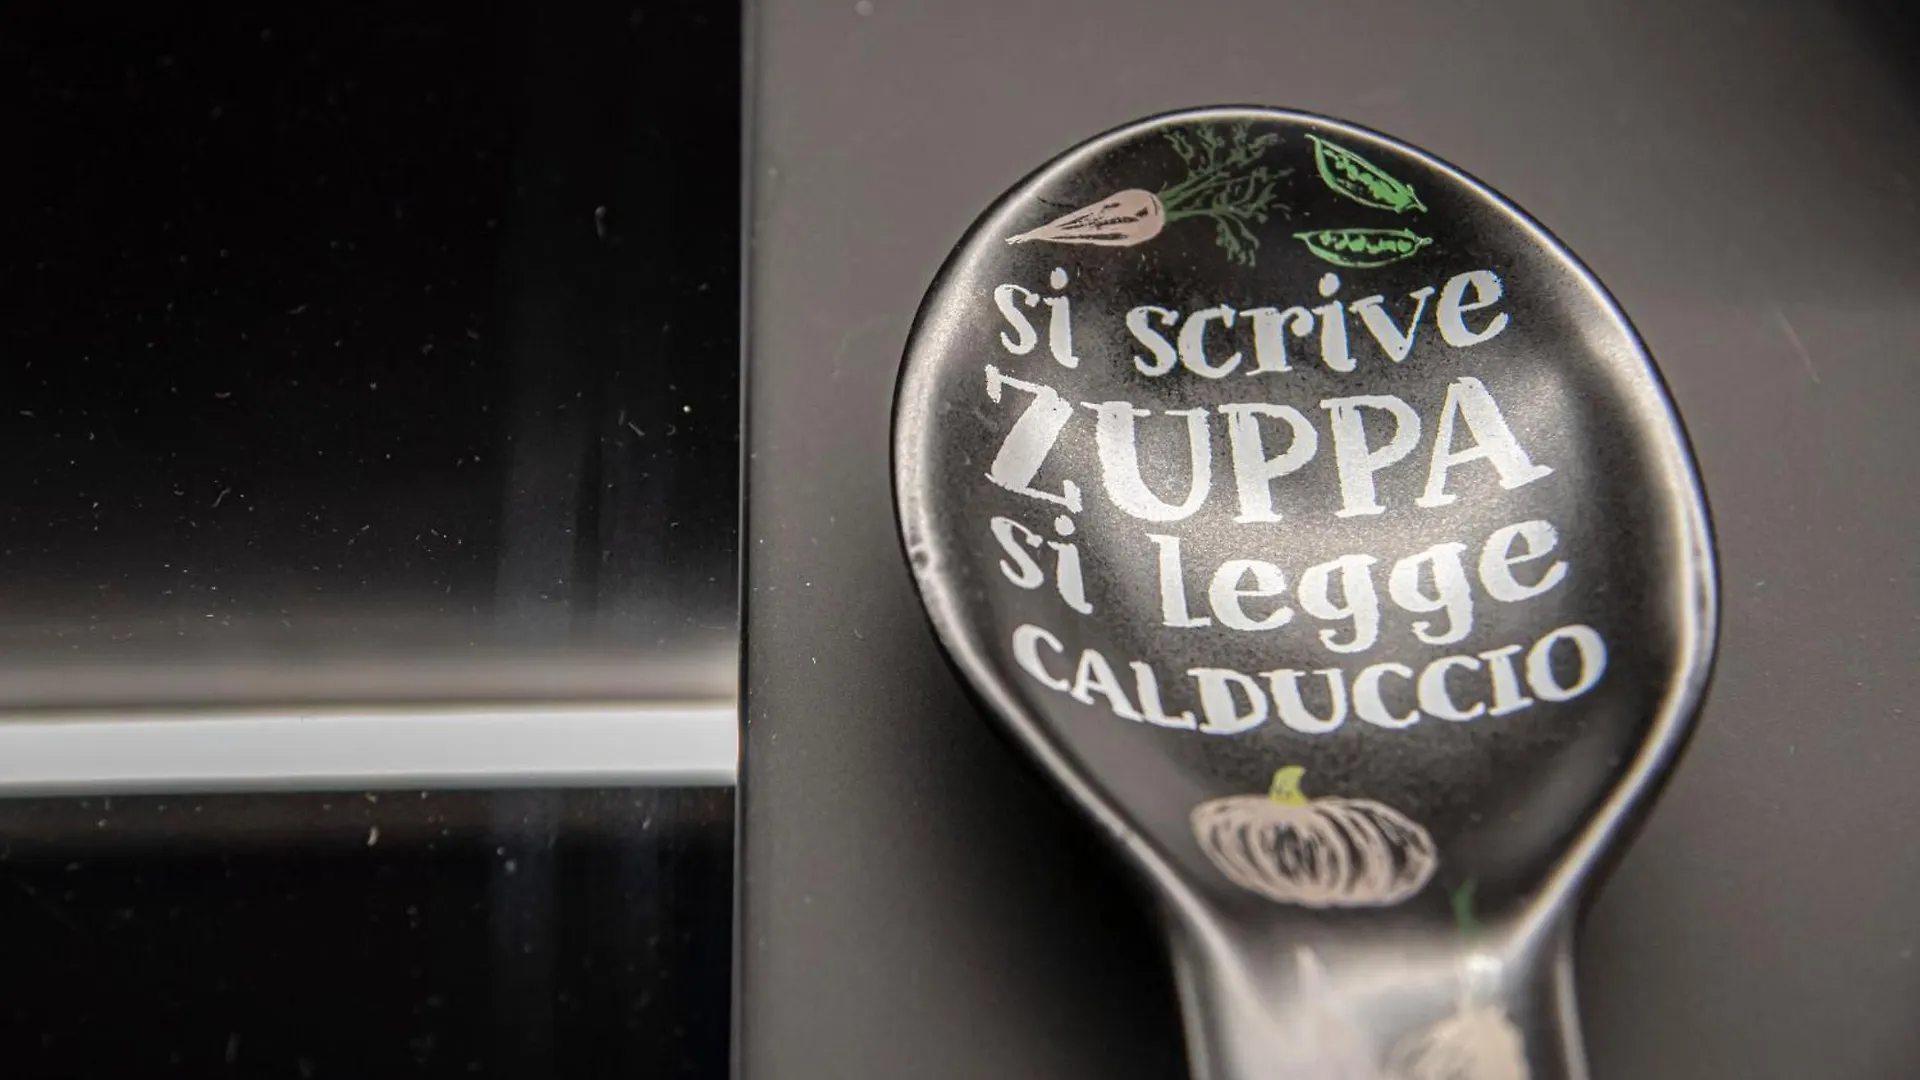 si scrive
ZUPPA
si legge
CALDUCCIO